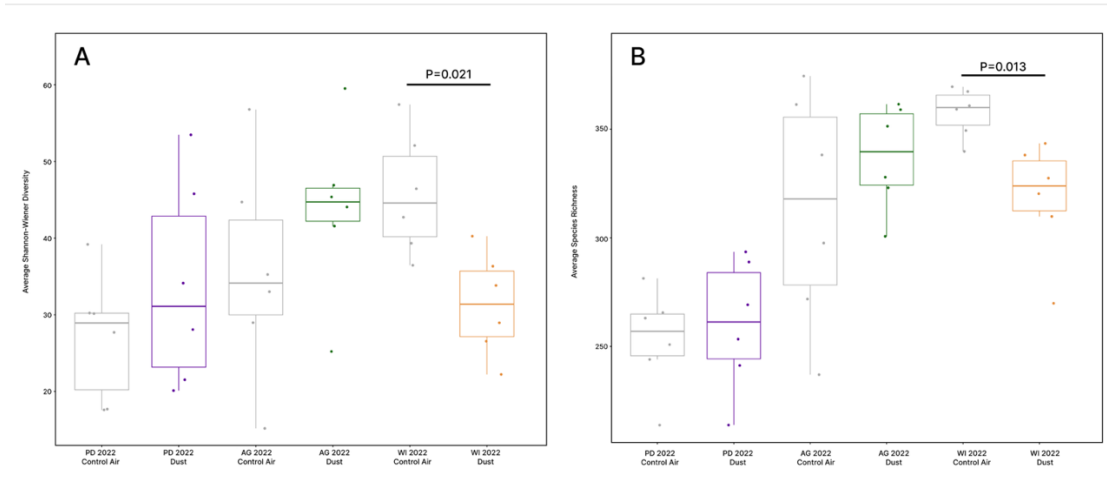 A
P=0.021
60
50
40
30
20
Average Shannon-Wiener Diversity
PD 2022
Control Air
PD 2022
Dust
AG 2022
Control Air
AG 2022
Dust
WI 2022
Control Air
WI 2022
Dust
B
P=0.013
350
300
250
Average Species Richness
PD 2022
Control Air
PD 2022
Dust
AG 2022
Control Air
AG 2022
Dust
WI 2022
Control Air
WI 2022
Dust